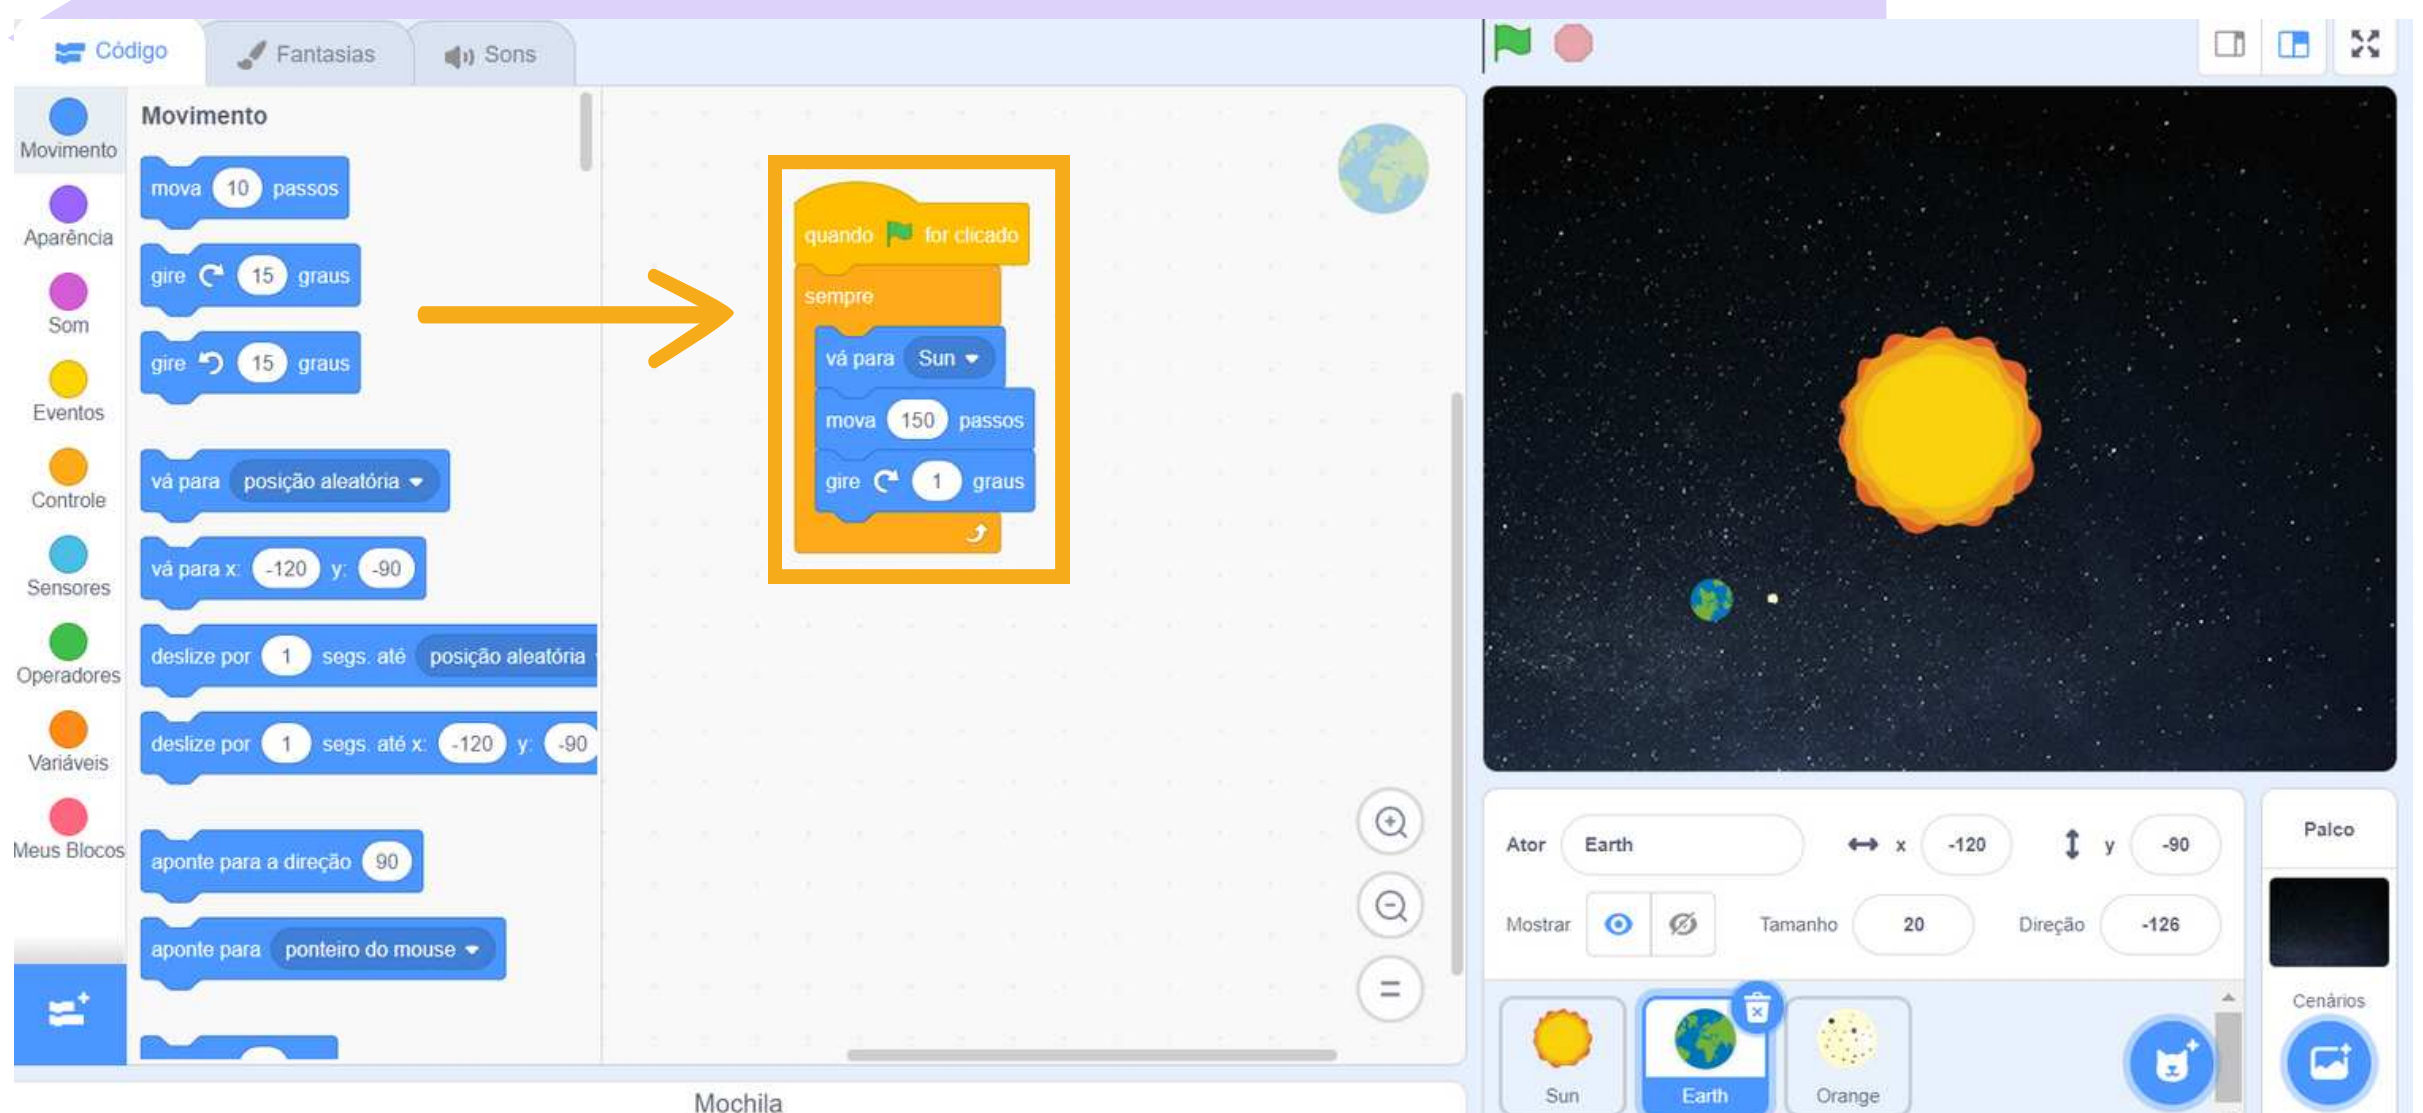 Código
Fantasias
Sons
Movimento
Aparência
Som
Eventos
Controle
Sensores
Operadores
Variáveis
Meus Blocos
Movimento
mova 10 passos
gire 15 graus
gire 15 graus
vá para posição aleatória
vá para x: -120 y: -90
deslize por 1 segs. até posição aleatória
deslize por 1 segs. até x: -120 y: -90
aponte para a direção 90
aponte para ponteiro do mouse
quando for clicado
sempre
vá para Sun
mova 150 passos
gire 1 graus
Mochila
Ator Earth x -120 y -90
Mostrar Tamanho 20 Direção -126
Sun
Earth
Orange
Palco
Cenários